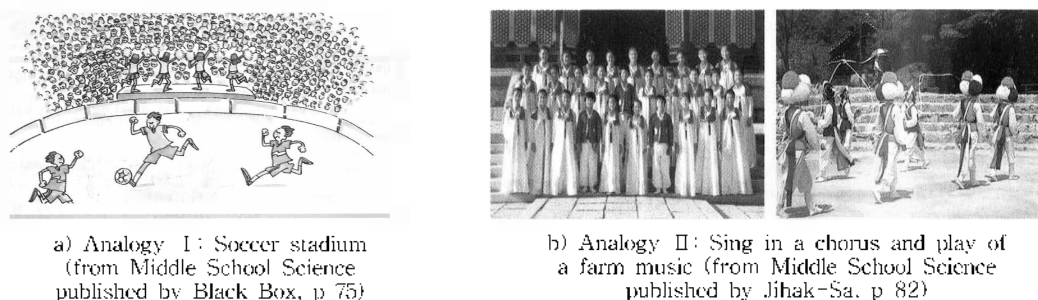 a) Analogy Ⅰ: Soccer stadium
(from Middle School Science
published by Black Box, p 75)
b) Analogy Ⅱ: Sing in a chorus and play of
a farm music (from Middle School Science
published by Jihak-Sa, p 82)